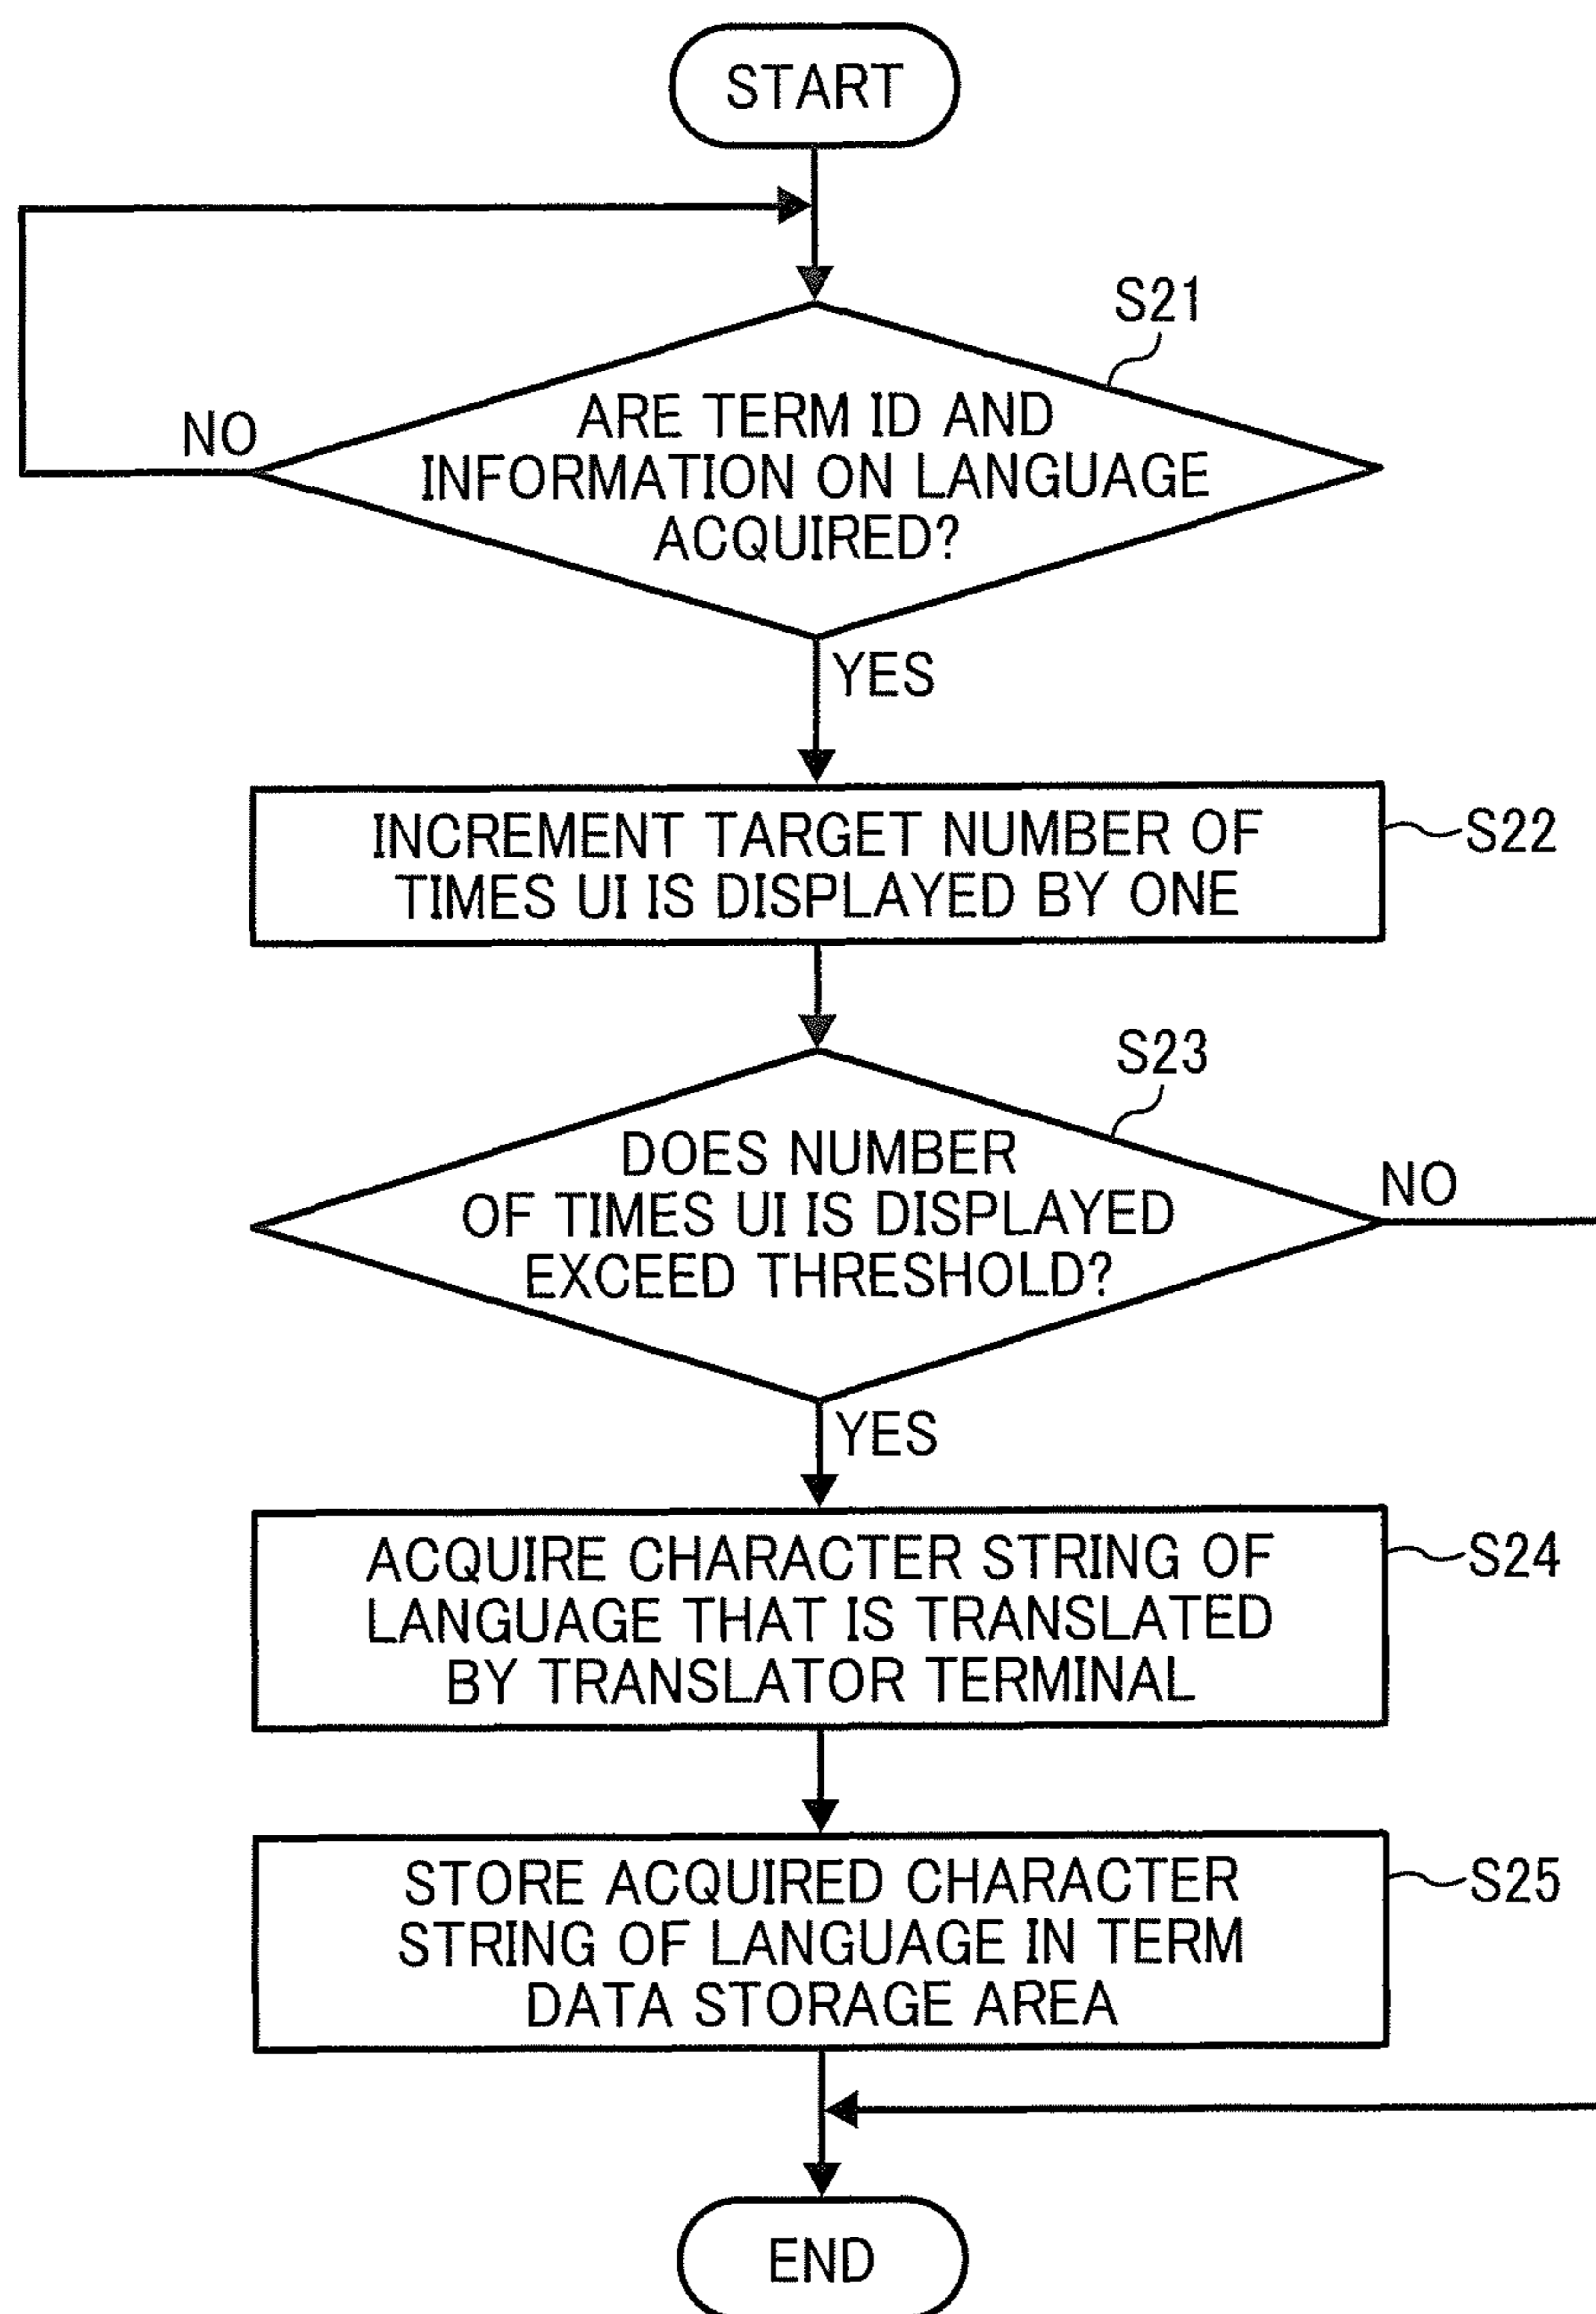 START
S21
ARE TERM ID AND
INFORMATION ON LANGUAGE
ACQUIRED?
NO
YES
INCREMENT TARGET NUMBER OF
TIMES UI IS DISPLAYED BY ONE
S22
S23
DOES NUMBER
OF TIMES UI IS DISPLAYED
EXCEED THRESHOLD?
NO
YES
ACQUIRE CHARACTER STRING OF
LANGUAGE THAT IS TRANSLATED
BY TRANSLATOR TERMINAL
S24
STORE ACQUIRED CHARACTER
STRING OF LANGUAGE IN TERM
DATA STORAGE AREA
S25
END